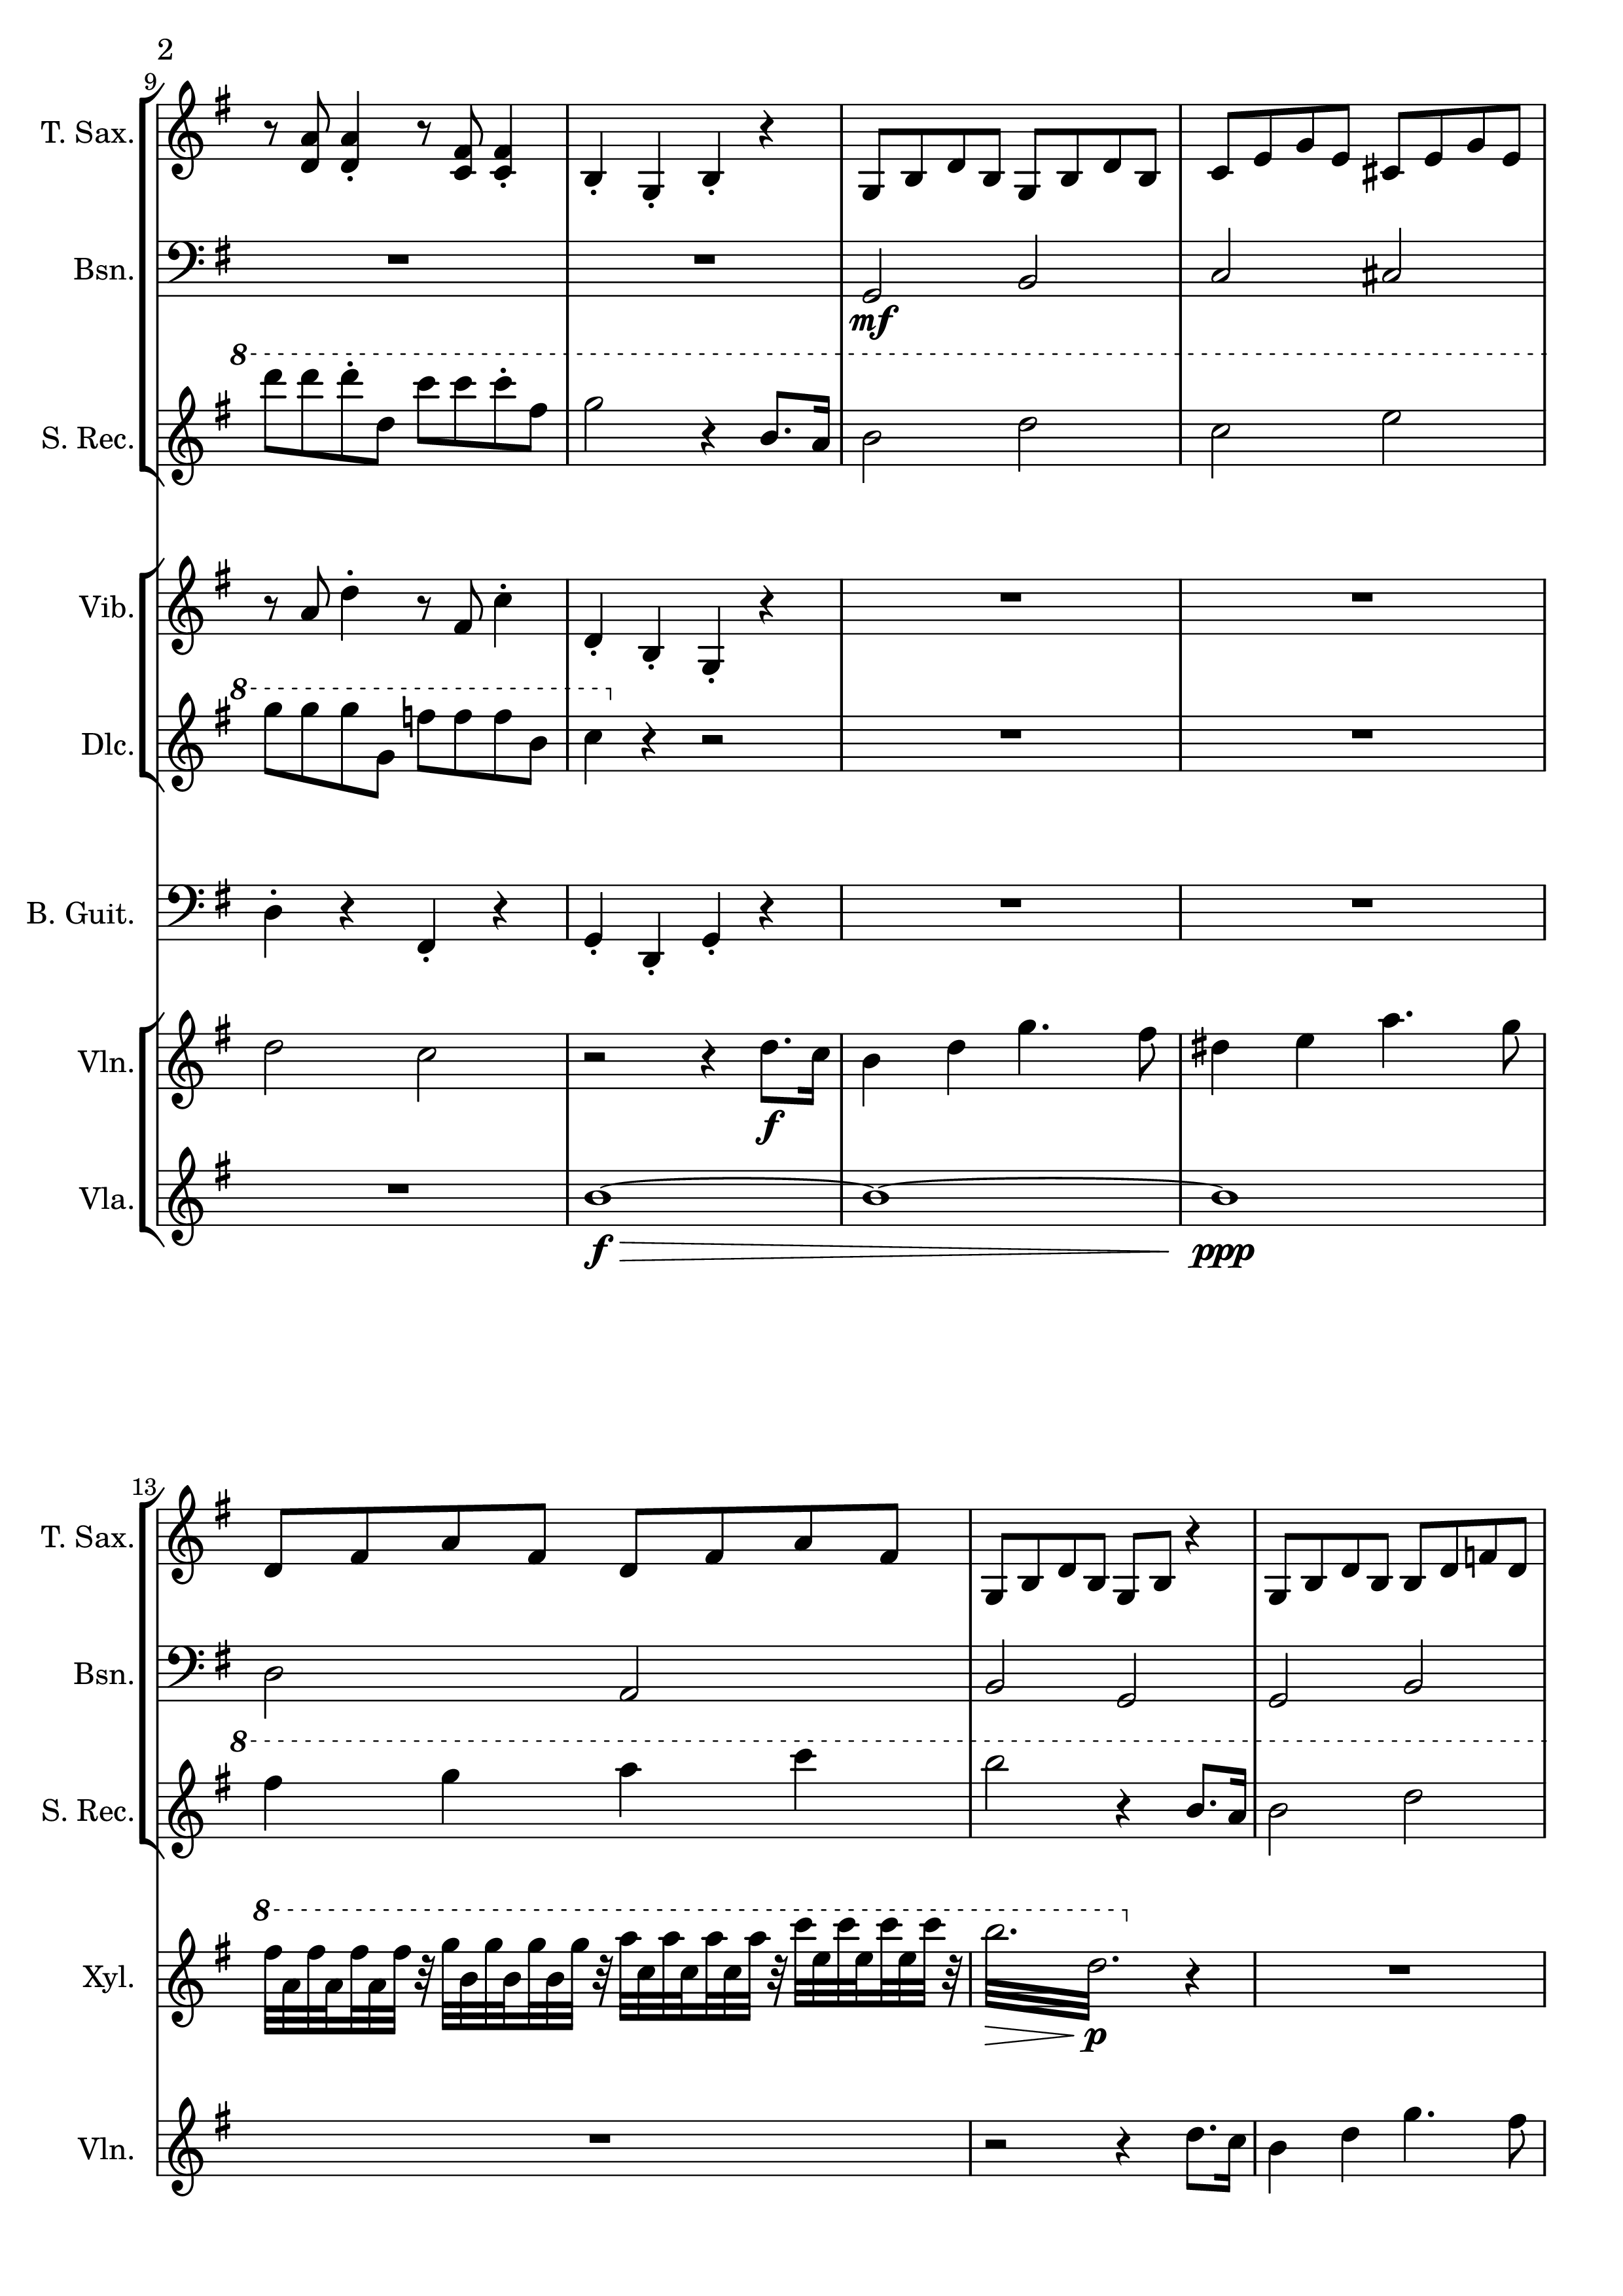 2
9
T. Sax.
Bsn.
mf
8
S. Rec.
Vib.
8
Dlc.
B. Guit.
Vln.
f
Vla.
f ppp
13
T. Sax.
Bsn.
8
S. Rec.
8
Xyl.
p
Vln.